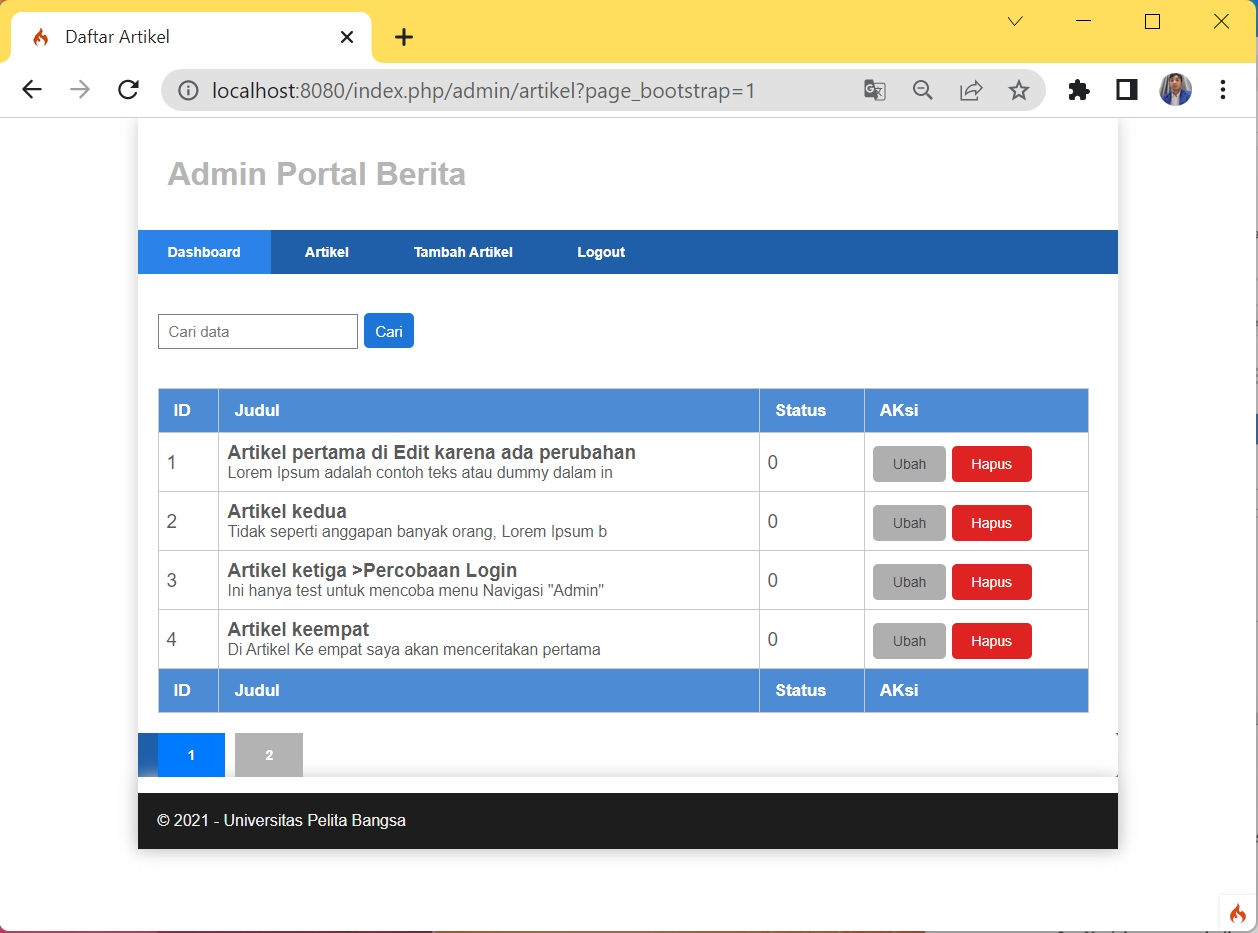 Daftar Artikel
localhost:8080/index.php/admin/artikel?page_bootstrap=1
Admin Portal Berita
Dashboard Artikel Tambah Artikel Logout
Cari data Cari
ID Judul Status AKsi
1 Artikel pertama di Edit karena ada perubahan 0 Ubah Hapus
Lorem Ipsum adalah contoh teks atau dummy dalam in
2 Artikel kedua 0 Ubah Hapus
Tidak seperti anggapan banyak orang, Lorem Ipsum b
3 Artikel ketiga >Percobaan Login 0 Ubah Hapus
Ini hanya test untuk mencoba menu Navigasi "Admin"
4 Artikel keempat 0 Ubah Hapus
Di Artikel Ke empat saya akan menceritakan pertama
ID Judul Status AKsi
1 2
© 2021 - Universitas Pelita Bangsa